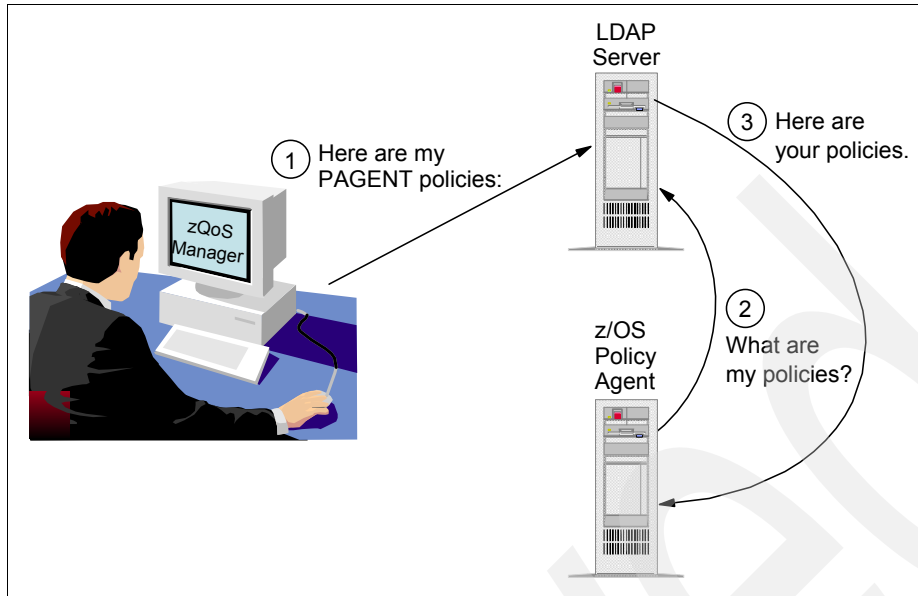 LDAP
Server
1
Here are my
PAGENT policies:
3
Here are
your policies.
zQoS
Manager
2
What are
my policies?
z/OS
Policy
Agent